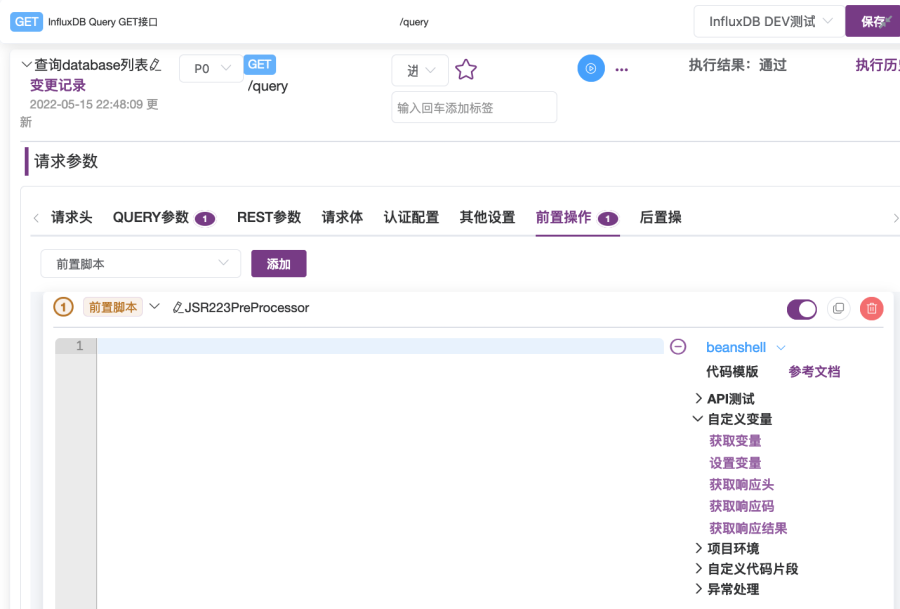 GET InfluxDB Query GET接口 /query InfluxDB DEV测试 保存
查询database列表 P0 GET 进 执行结果：通过 执行历
变更记录 /query
2022-05-15 22:48:09 更
新
输入回车添加标签
请求参数
请求头 QUERY参数 1 REST参数 请求体 认证配置 其他设置 前置操作 1 后置操
前置脚本 添加
1 前置脚本 JSR223PreProcessor
1 beanshell
代码模版 参考文档
API测试
自定义变量
获取变量
设置变量
获取响应头
获取响应码
获取响应结果
项目环境
自定义代码片段
异常处理